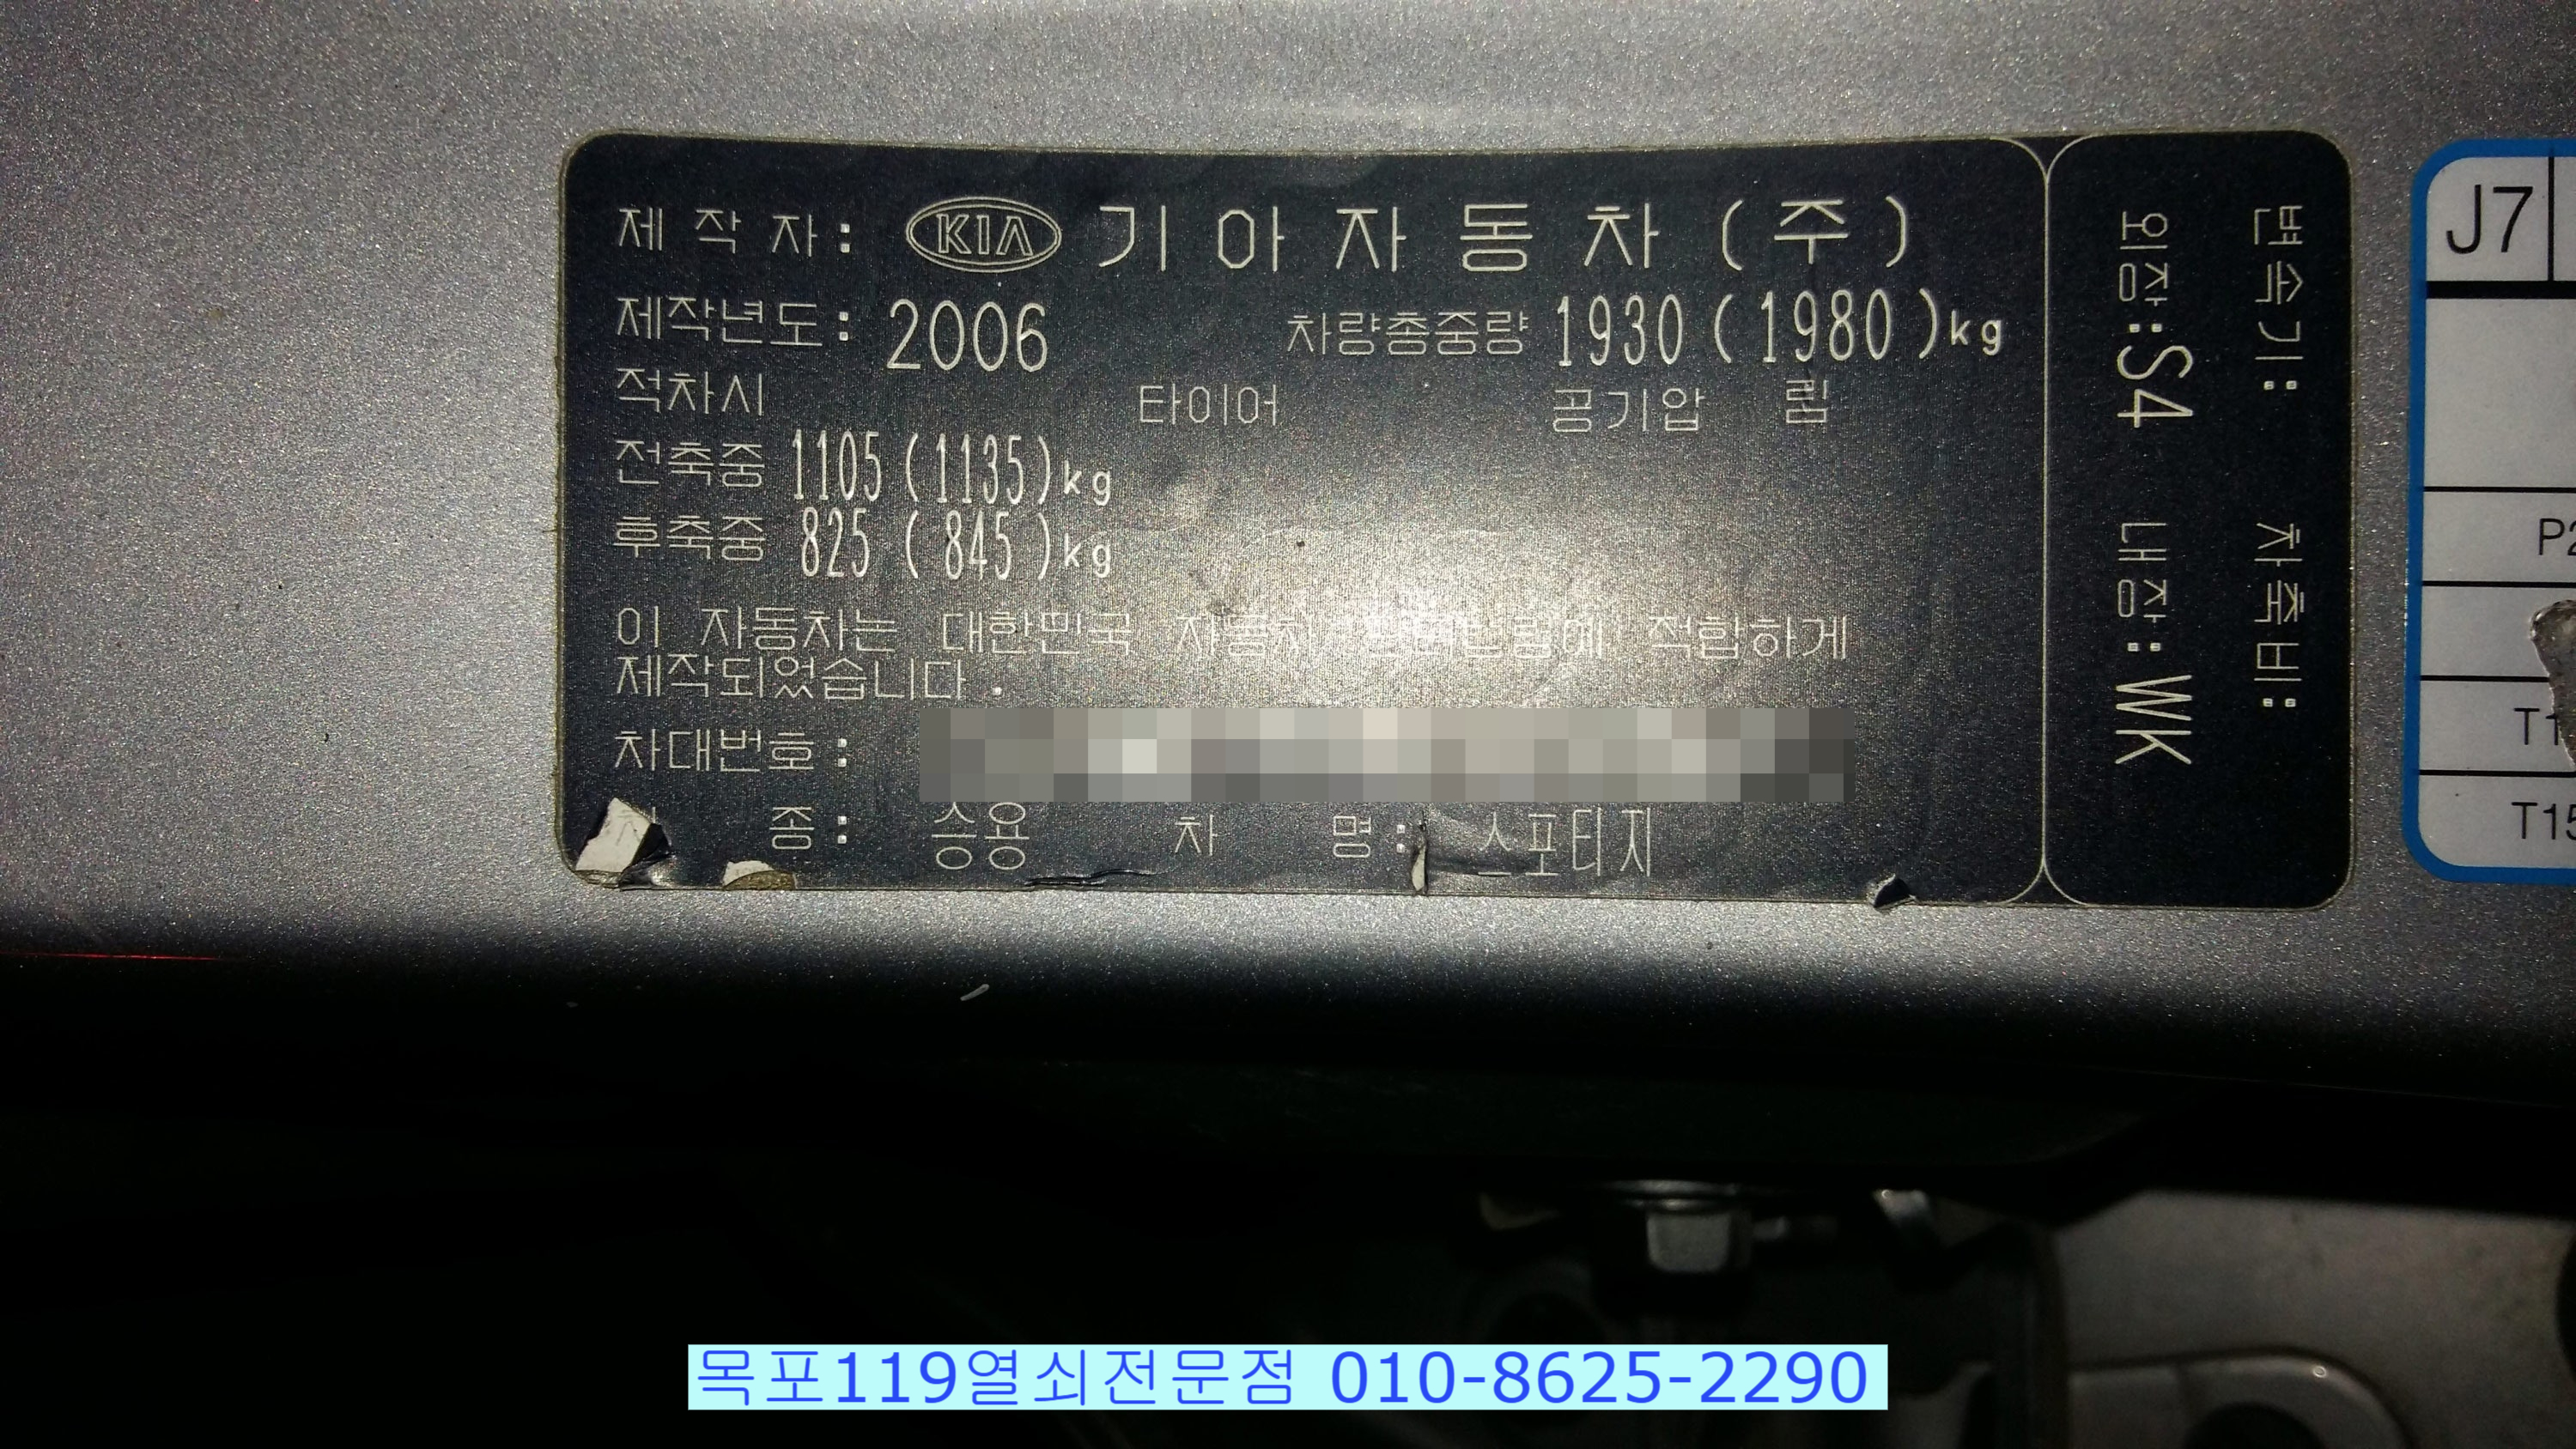 제 작 자 : KIA 기 아 자 동 차 ( 주 )
제작년도 : 2006 차량총중량 1930 ( 1980 ) kg
적차시 타이어 공기압 림
전축중 1105 ( 1135 ) kg
후축중 825 ( 845 ) kg
이 자동차는 대한민국 자동차 적합하게
제작되었습니다 .
차대번호 :
종 : 승용 차 명 : 스포티지
변속기 : 차축비 :
외장 : S4 내장 : WK
J7
목포119열쇠전문점 010-8625-2290